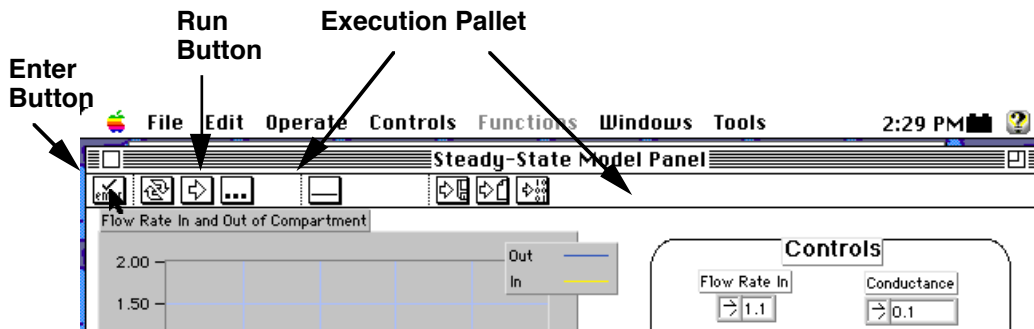 Run
Button
Execution Pallet
Enter
Button
File Edit Operate Controls Functions Windows Tools 2:29 PM
Steady-State Model Panel
enter
Flow Rate In and Out of Compartment
Out
In
2.00
1.50
Controls
Flow Rate In
Conductance
1.1
0.1